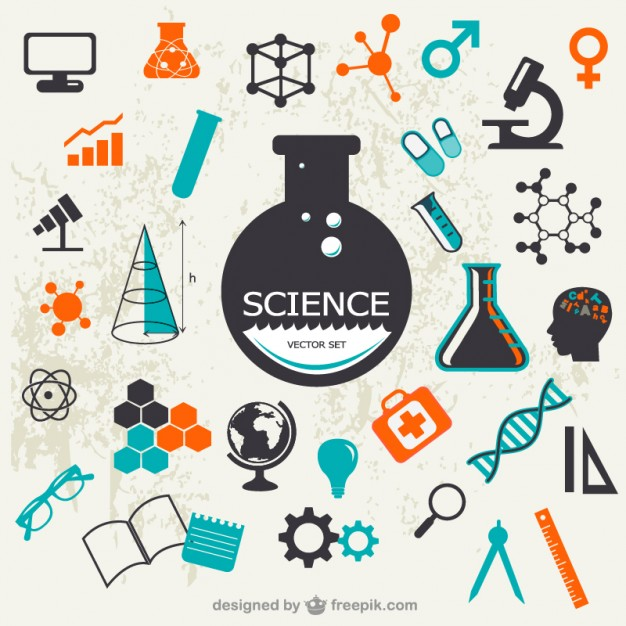 h
SCIENCE
VECTOR SET
designed by freepik.com